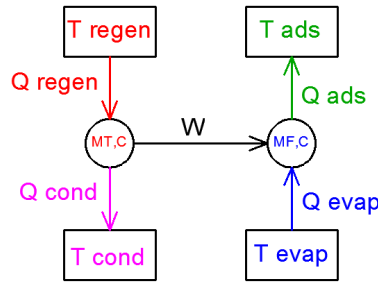 T regen
T ads
Q regen
Q ads
W
MT,C
MF,C
Q cond
Q evap
T cond
T evap